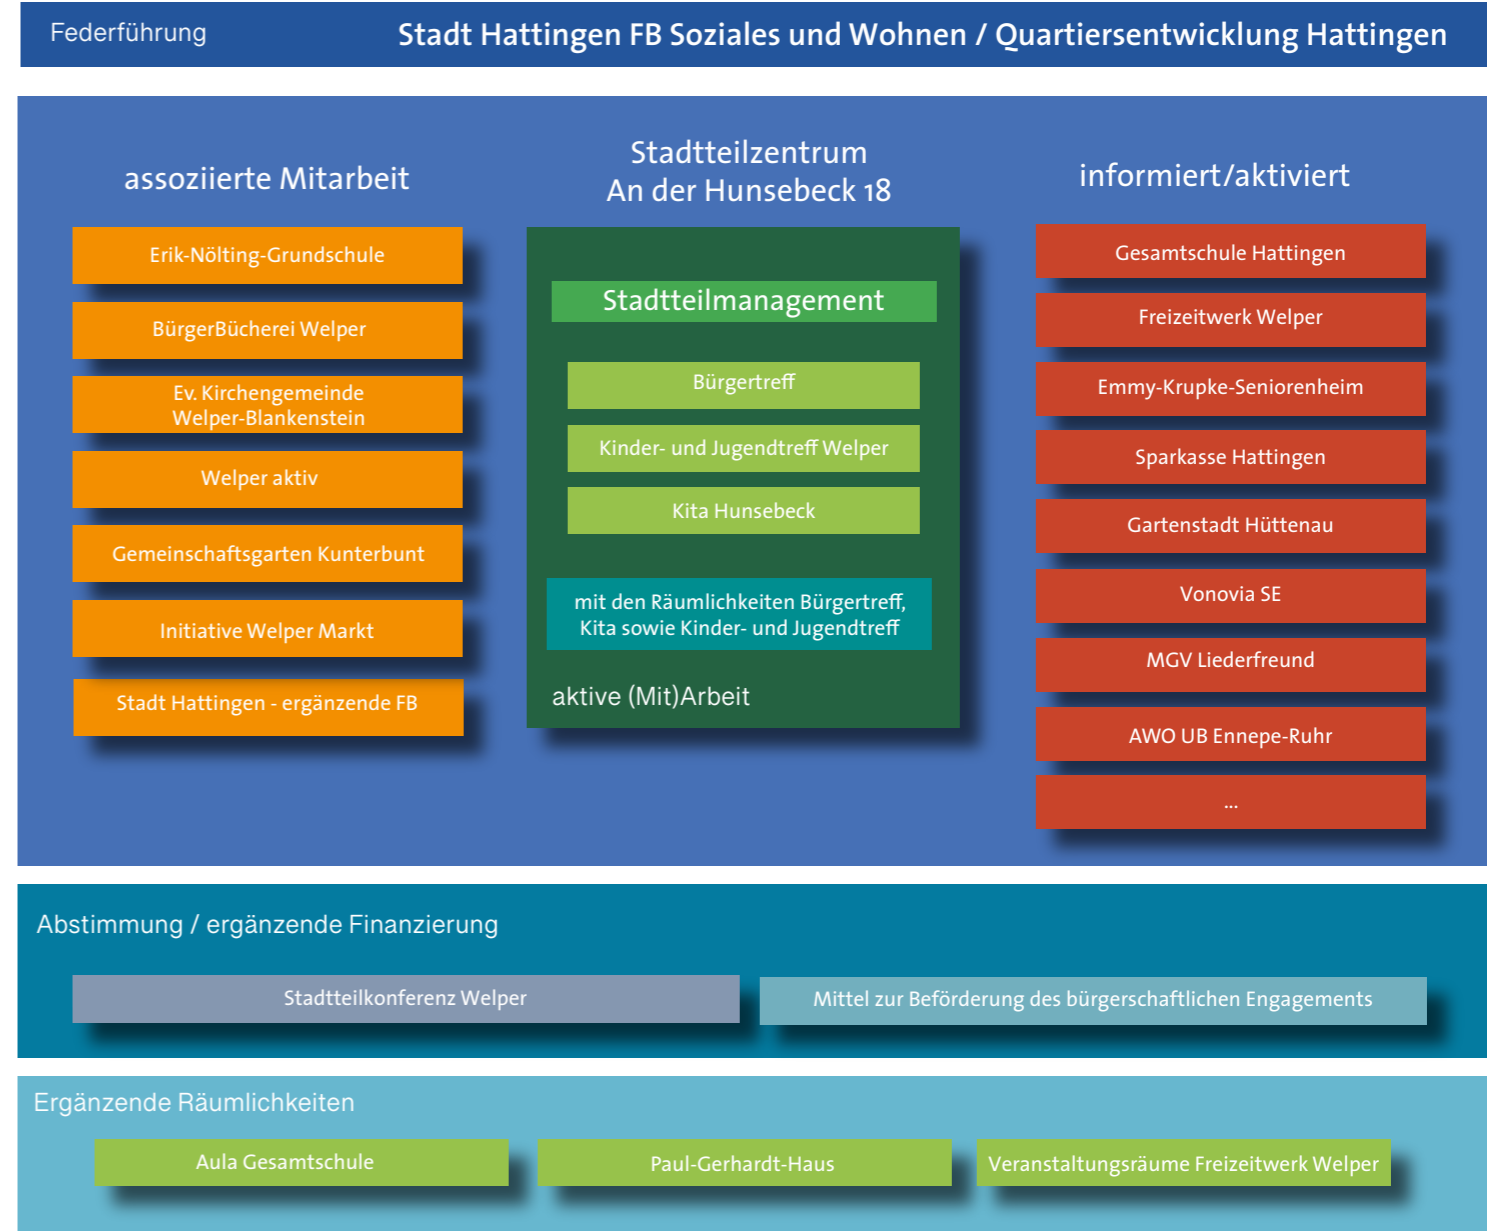 Federführung
Stadt Hattingen FB Soziales und Wohnen / Quartiersentwicklung Hattingen
assoziierte Mitarbeit
Erik-Nölting-Grundschule
BürgerBücherei Welper
Ev. Kirchengemeinde
Welper-Blankenstein
Welper aktiv
Gemeinschaftsgarten Kunterbunt
Initiative Welper Markt
Stadt Hattingen - ergänzende FB
Stadtteilzentrum
An der Hunsebeck 18
Stadtteilmanagement
Bürgertreff
Kinder- und Jugendtreff Welper
Kita Hunsebeck
mit den Räumlichkeiten Bürgertreff,
Kita sowie Kinder- und Jugendtreff
aktive (Mit)Arbeit
informiert/aktiviert
Gesamtschule Hattingen
Freizeitwerk Welper
Emmy-Krupke-Seniorenheim
Sparkasse Hattingen
Gartenstadt Hüttenau
Vonovia SE
MGV Liederfreund
AWO UB Ennepe-Ruhr
...
Abstimmung / ergänzende Finanzierung
Stadtteilkonferenz Welper
Mittel zur Beförderung des bürgerschaftlichen Engagements
Ergänzende Räumlichkeiten
Aula Gesamtschule
Paul-Gerhardt-Haus
Veranstaltungsräume Freizeitwerk Welper